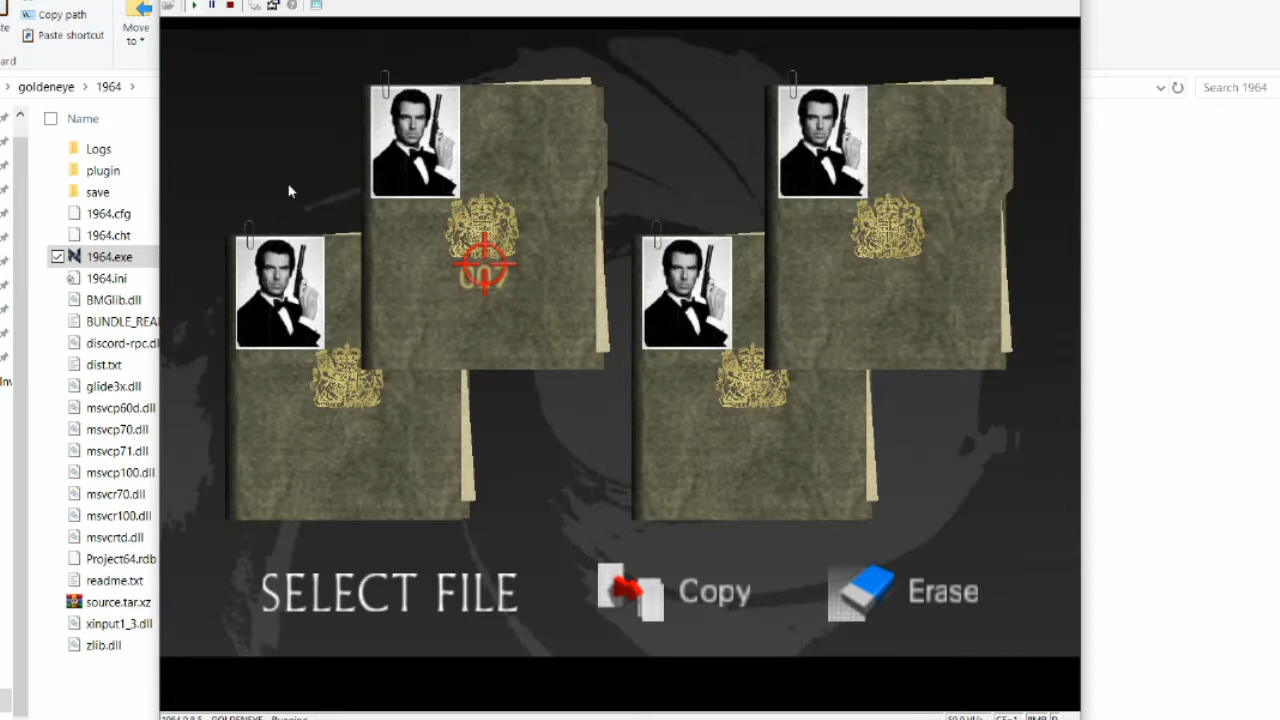 Copy path
Paste shortcut
Move
to
goldeneye
1964
Search 1964
Name
Logs
plugin
save
1964.cfg
1964.cht
1964.exe
1964.ini
BMGlib.dll
BUNDLE_REA
discord-rpc.d
dist.txt
glide3x.dll
msvcp60d.dll
msvcp70.dll
msvcp71.dll
msvcp100.dll
msvcr70.dll
msvcr100.dll
msvcrtd.dll
Project64.rdb
readme.txt
source.tar.xz
xinput1_3.dll
zlib.dll
007
SELECT FILE
Copy
Erase